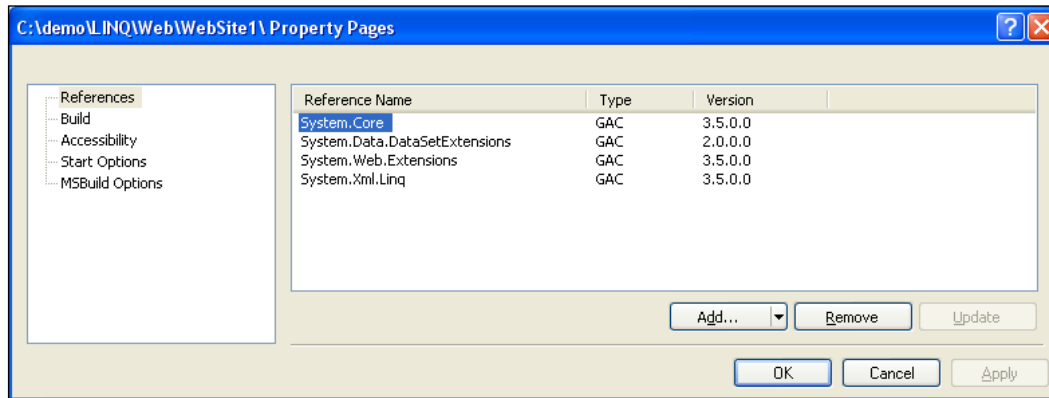 C:\demo\LINQ\Web\WebSite1\ Property Pages
References
Build
Accessibility
Start Options
MSBuild Options
Reference Name Type Version
System.Core GAC 3.5.0.0
System.Data.DataSetExtensions GAC 2.0.0.0
System.Web.Extensions GAC 3.5.0.0
System.Xml.Linq GAC 3.5.0.0
Add... Remove Update
OK Cancel Apply